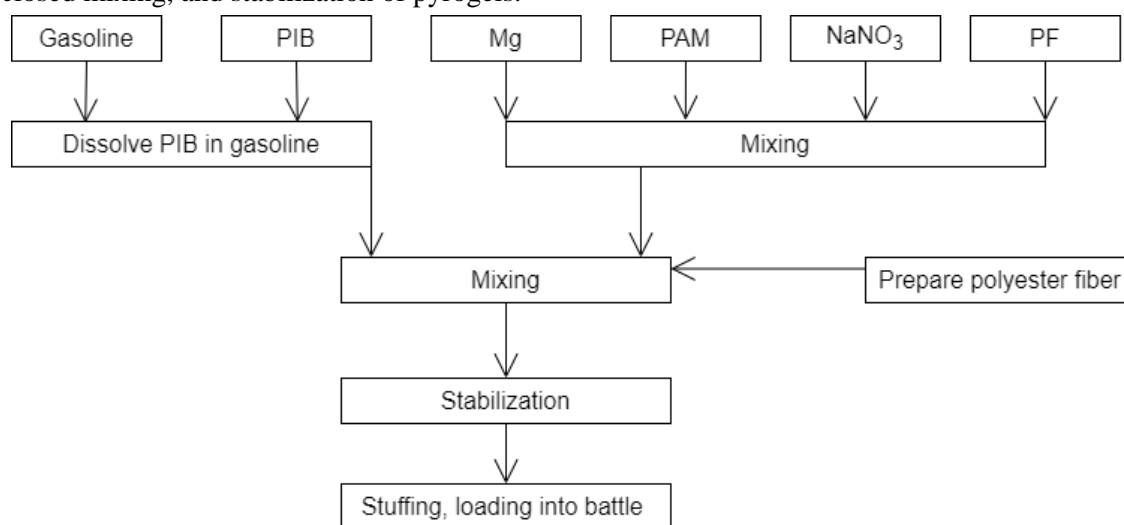 closed mixing, and stabilization of pyrogels.
Gasoline PIB Mg PAM NaNO₃ PF
Dissolve PIB in gasoline Mixing
Mixing Prepare polyester fiber
Stabilization
Stuffing, loading into battle